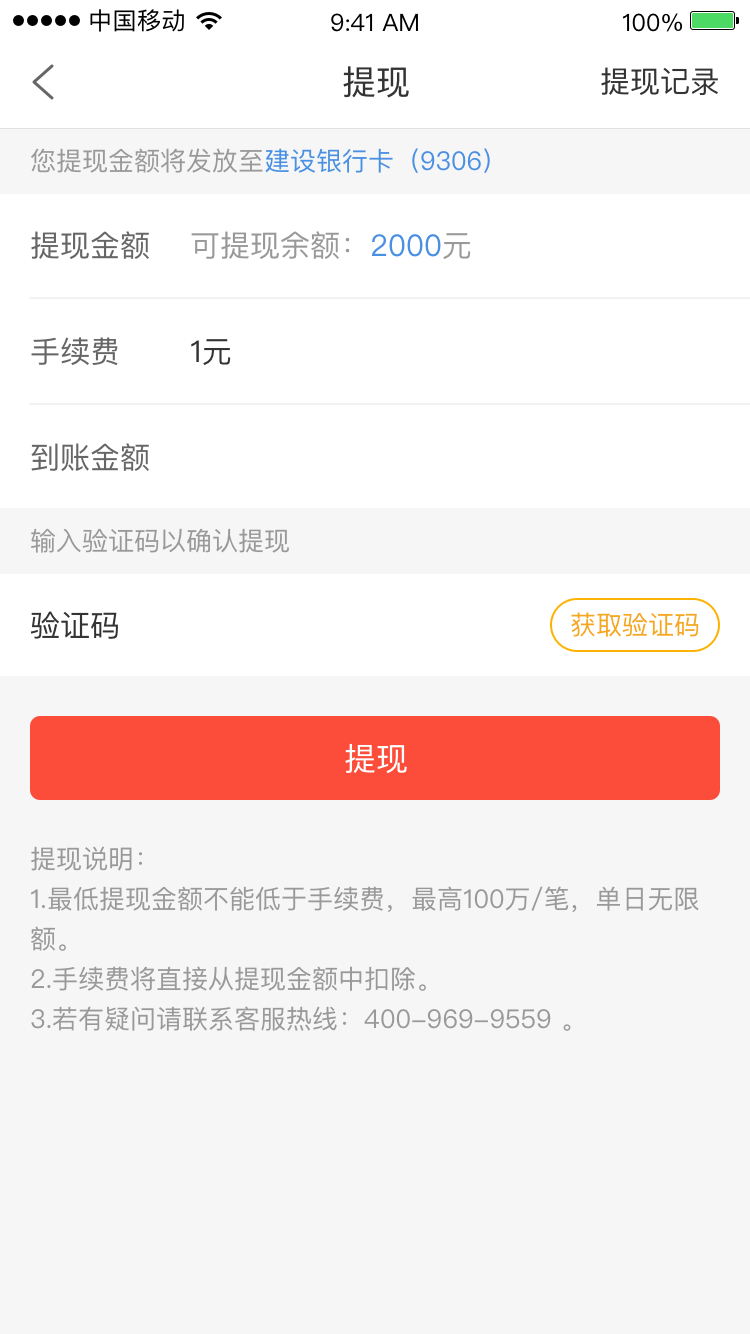 中国移动 9:41 AM 100%
提现 提现记录
您提现金额将发放至建设银行卡（9306）
提现金额 可提现余额：2000元
手续费 1元
到账金额
输入验证码以确认提现
验证码 获取验证码
提现
提现说明：
1.最低提现金额不能低于手续费，最高100万/笔，单日无限
额。
2.手续费将直接从提现金额中扣除。
3.若有疑问请联系客服热线：400-969-9559 。